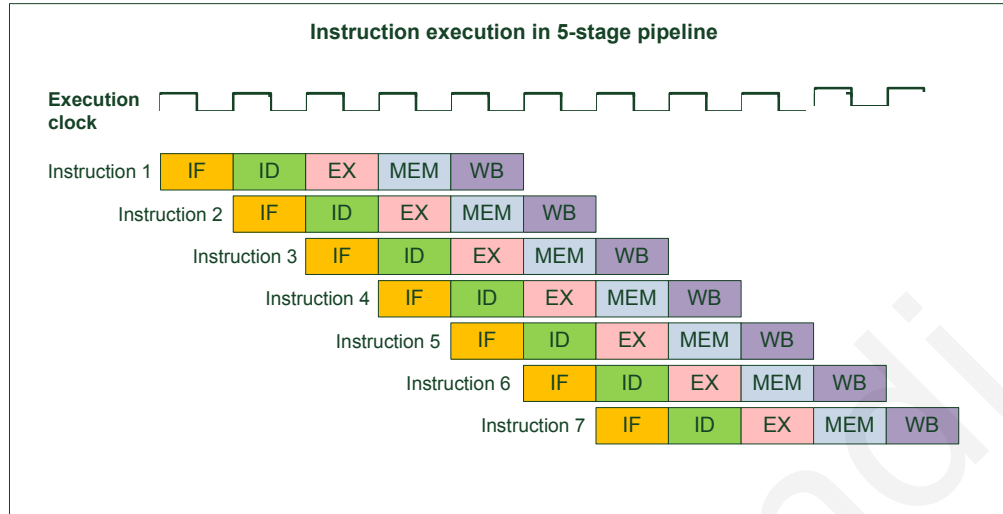 Instruction execution in 5-stage pipeline
Execution
clock
Instruction 1 IF ID EX MEM WB
Instruction 2 IF ID EX MEM WB
Instruction 3 IF ID EX MEM WB
Instruction 4 IF ID EX MEM WB
Instruction 5 IF ID EX MEM WB
Instruction 6 IF ID EX MEM WB
Instruction 7 IF ID EX MEM WB